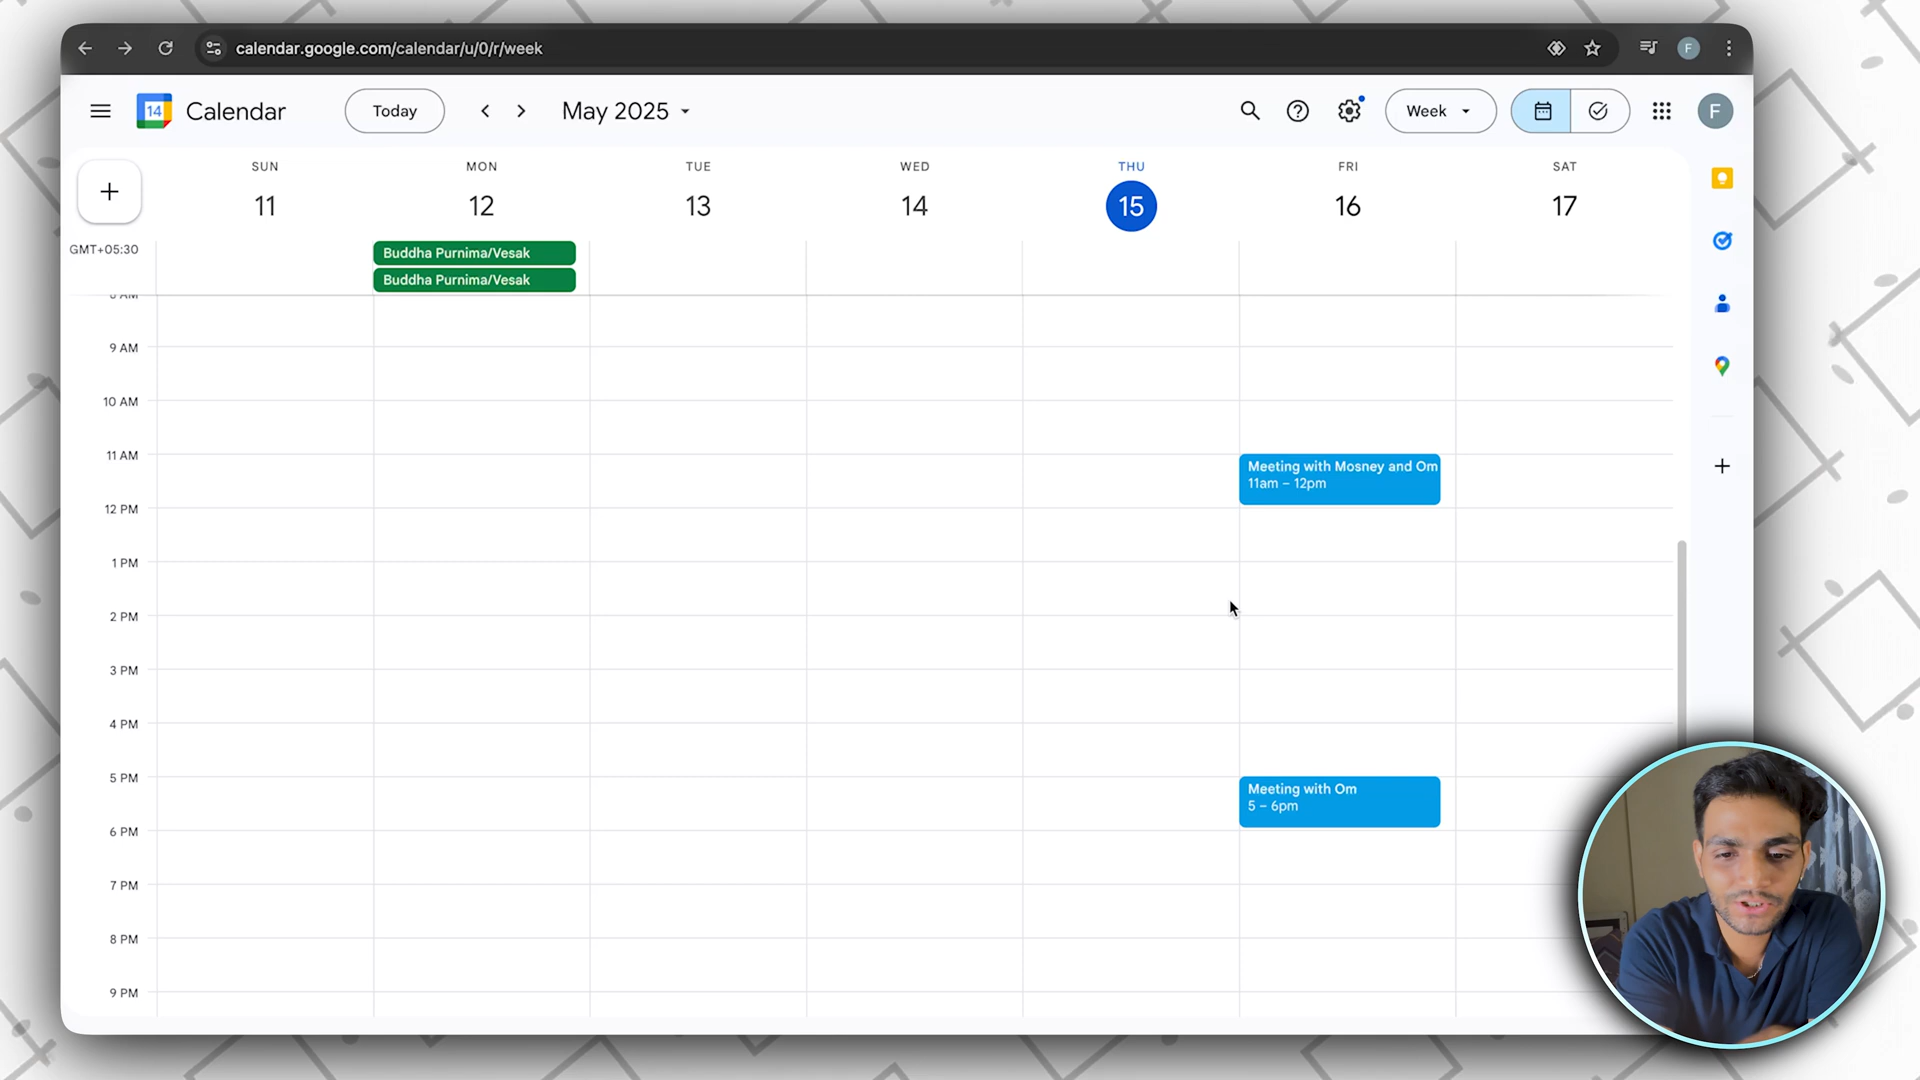 calendar.google.com/calendar/u/0/r/week
F
14 Calendar Today May 2025 Week F
SUN MON TUE WED THU FRI SAT
11 12 13 14 15 16 17
GMT+05:30
Buddha Purnima/Vesak
Buddha Purnima/Vesak
9 AM
10 AM
11 AM
Meeting with Mosney and Om
11am – 12pm
12 PM
1 PM
2 PM
3 PM
4 PM
5 PM
Meeting with Om
5 – 6pm
6 PM
7 PM
8 PM
9 PM